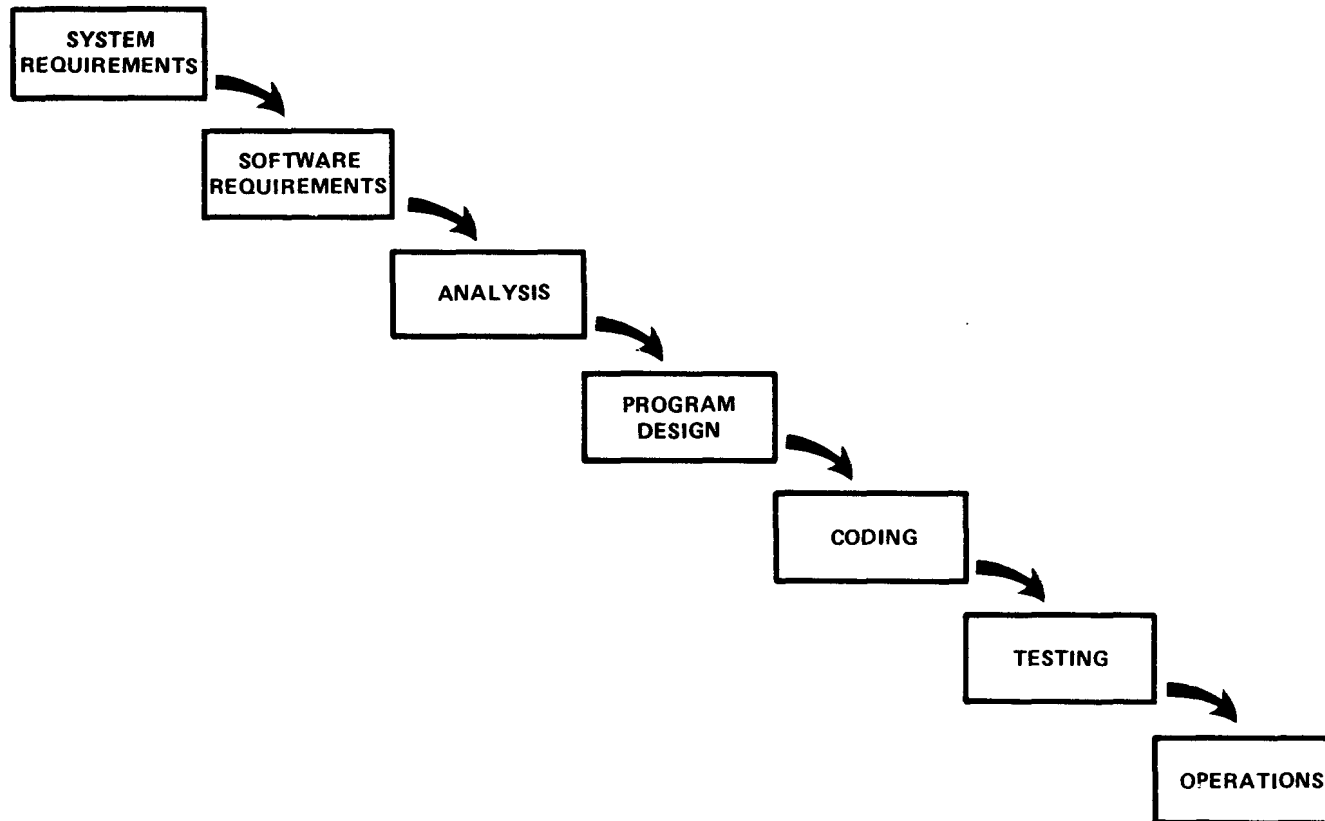 SYSTEM
REQUIREMENTS
SOFTWARE
REQUIREMENTS
ANALYSIS
PROGRAM
DESIGN
CODING
TESTING
OPERATIONS